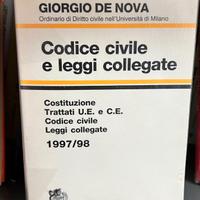 GIORGIO DE NOVA
Ordinario di Diritto civile nell'Università di Milano
Codice civile
e leggi collegate
Costituzione
Trattati U.E. e C.E.
Codice civile
Leggi collegate
1997/98